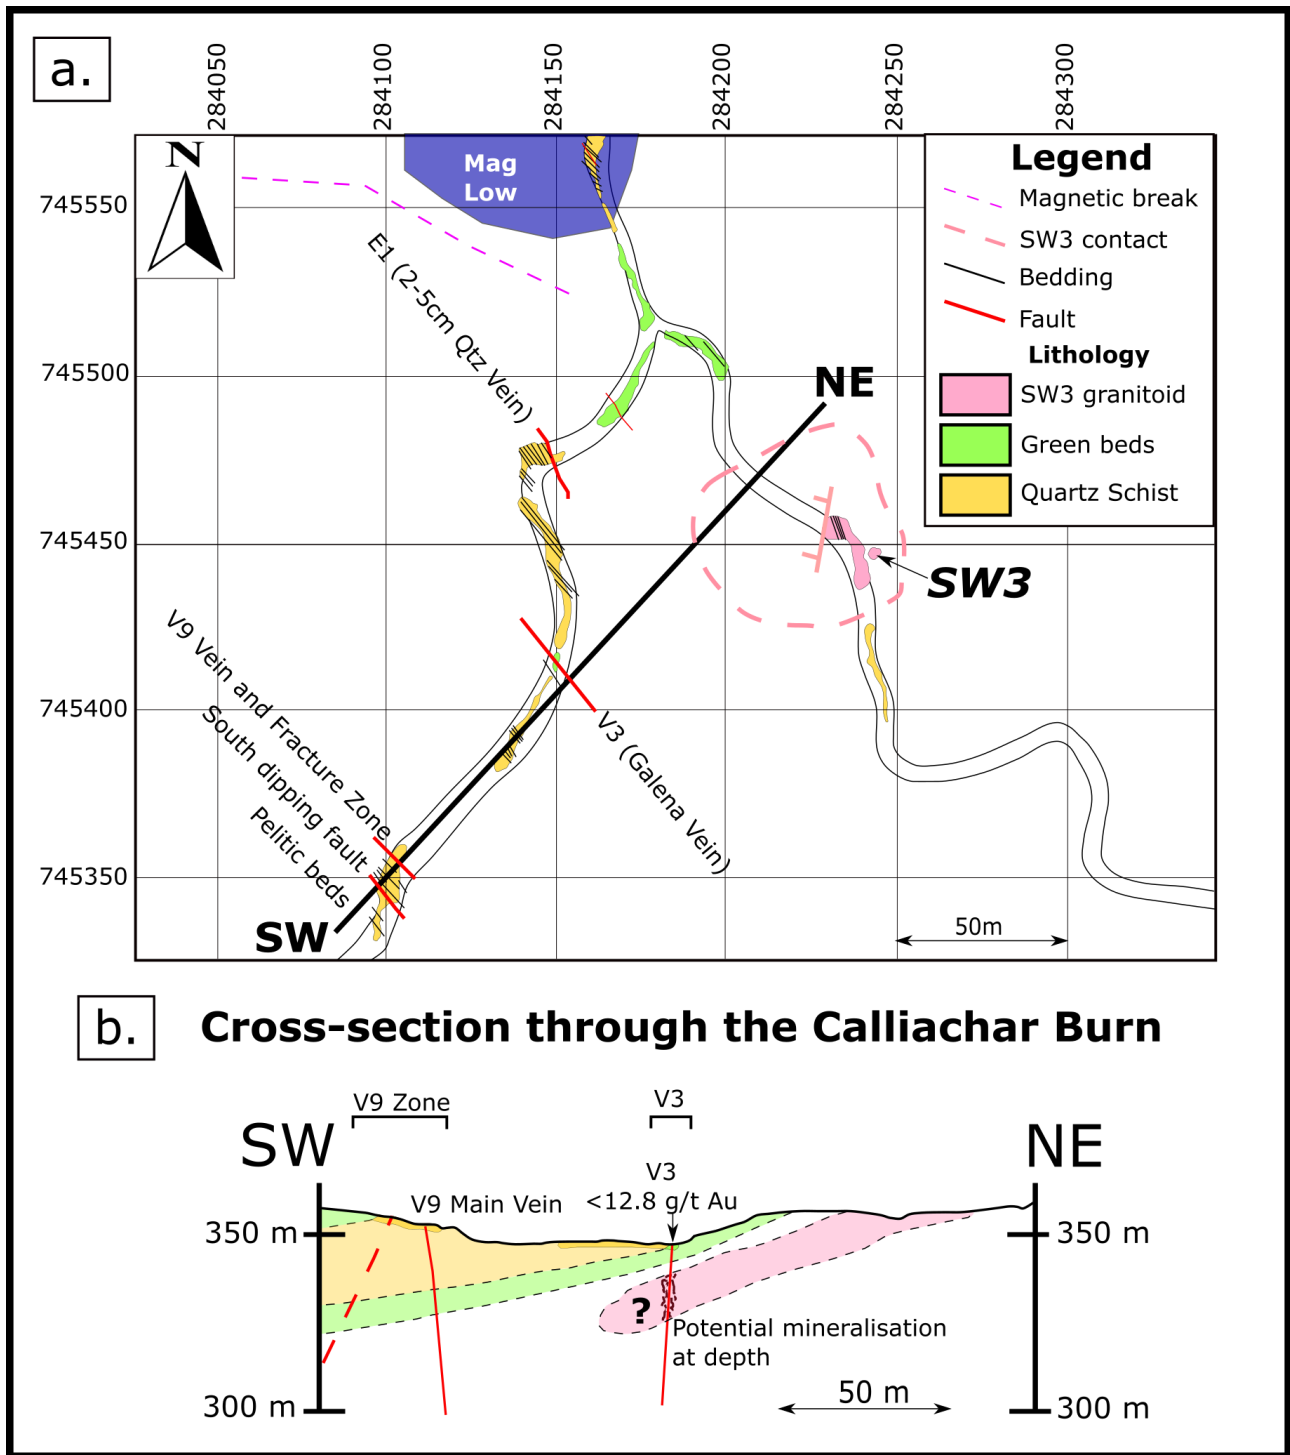 a.
284050
284100
284150
284200
284250
284300
N
Mag
Low
Legend
Magnetic break
SW3 contact
Bedding
Fault
Lithology
SW3 granitoid
Green beds
Quartz Schist
745550
745500
745450
745400
745350
E1 (2-5cm Qtz Vein)
NE
SW3
V9 Vein and Fracture Zone
South dipping fault
Pelitic beds
V3 (Galena Vein)
SW
50m
b.
Cross-section through the Calliachar Burn
V9 Zone
V3
SW
NE
V9 Main Vein
V3
<12.8 g/t Au
350 m
350 m
?
Potential mineralisation
at depth
50 m
300 m
300 m